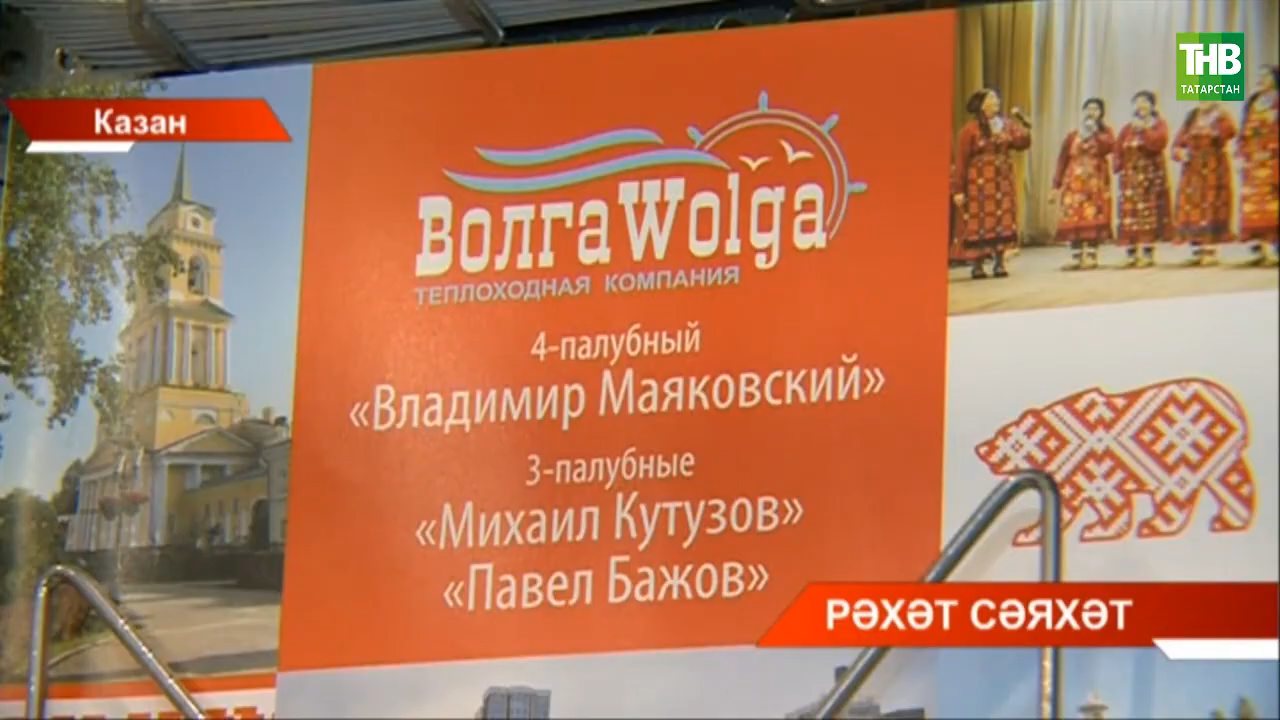 ТНВ
ТАТАРСТАН
Казан
ВолгаWolga
ТЕПЛОХОДНАЯ КОМПАНИЯ
4-палубный
«Владимир Маяковский»
3-палубные
«Михаил Кутузов»
«Павел Бажов»
РӘХӘТ СӘЯХӘТ